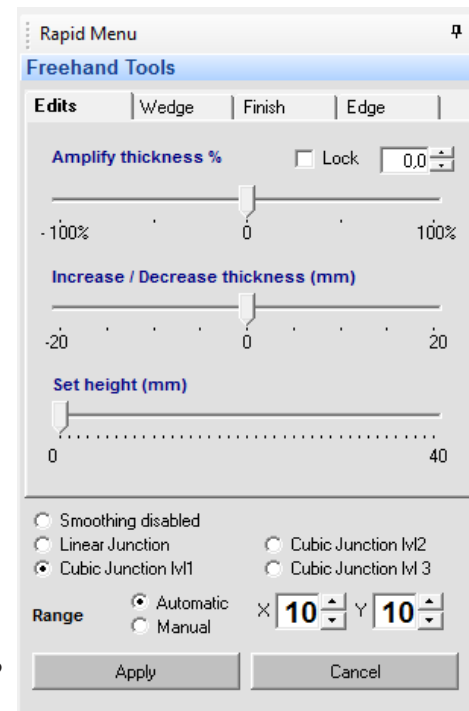 Rapid Menu
Freehand Tools
Edits Wedge Finish Edge
Amplify thickness % Lock 0,0
-100% 0 100%
Increase / Decrease thickness (mm)
-20 0 20
Set height (mm)
0 40
Smoothing disabled
Linear Junction Cubic Junction lvl2
Cubic Junction lvl1 Cubic Junction lvl 3
Range Automatic X 10 Y 10
Manual
Apply Cancel